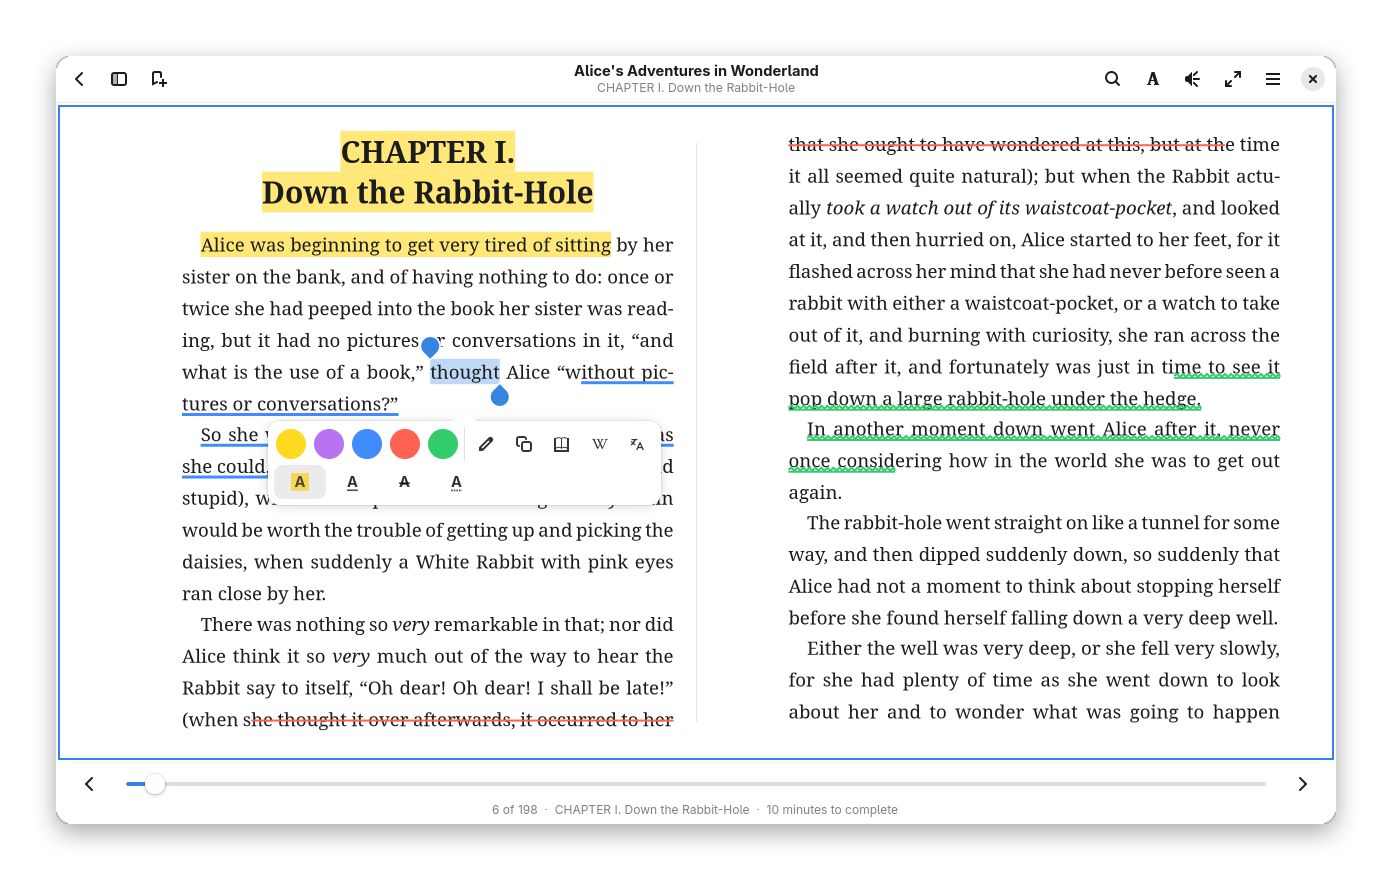 Alice's Adventures in Wonderland
CHAPTER I. Down the Rabbit-Hole
CHAPTER I.
Down the Rabbit-Hole
Alice was beginning to get very tired of sitting by her
sister on the bank, and of having nothing to do: once or
twice she had peeped into the book her sister was read-
ing, but it had no pictures or conversations in it, “and
what is the use of a book,” thought Alice “without pic-
tures or conversations?”
So she
she could
stupid),
would be worth the trouble of getting up and picking the
daisies, when suddenly a White Rabbit with pink eyes
ran close by her.
There was nothing so very remarkable in that; nor did
Alice think it so very much out of the way to hear the
Rabbit say to itself, “Oh dear! Oh dear! I shall be late!”
(when she thought it over afterwards, it occurred to her
that she ought to have wondered at this, but at the time
it all seemed quite natural); but when the Rabbit actu-
ally took a watch out of its waistcoat-pocket, and looked
at it, and then hurried on, Alice started to her feet, for it
flashed across her mind that she had never before seen a
rabbit with either a waistcoat-pocket, or a watch to take
out of it, and burning with curiosity, she ran across the
field after it, and fortunately was just in time to see it
pop down a large rabbit-hole under the hedge.
In another moment down went Alice after it, never
once considering how in the world she was to get out
again.
The rabbit-hole went straight on like a tunnel for some
way, and then dipped suddenly down, so suddenly that
Alice had not a moment to think about stopping herself
before she found herself falling down a very deep well.
Either the well was very deep, or she fell very slowly,
for she had plenty of time as she went down to look
about her and to wonder what was going to happen
W
A A A A
6 of 198 · CHAPTER I. Down the Rabbit-Hole · 10 minutes to complete